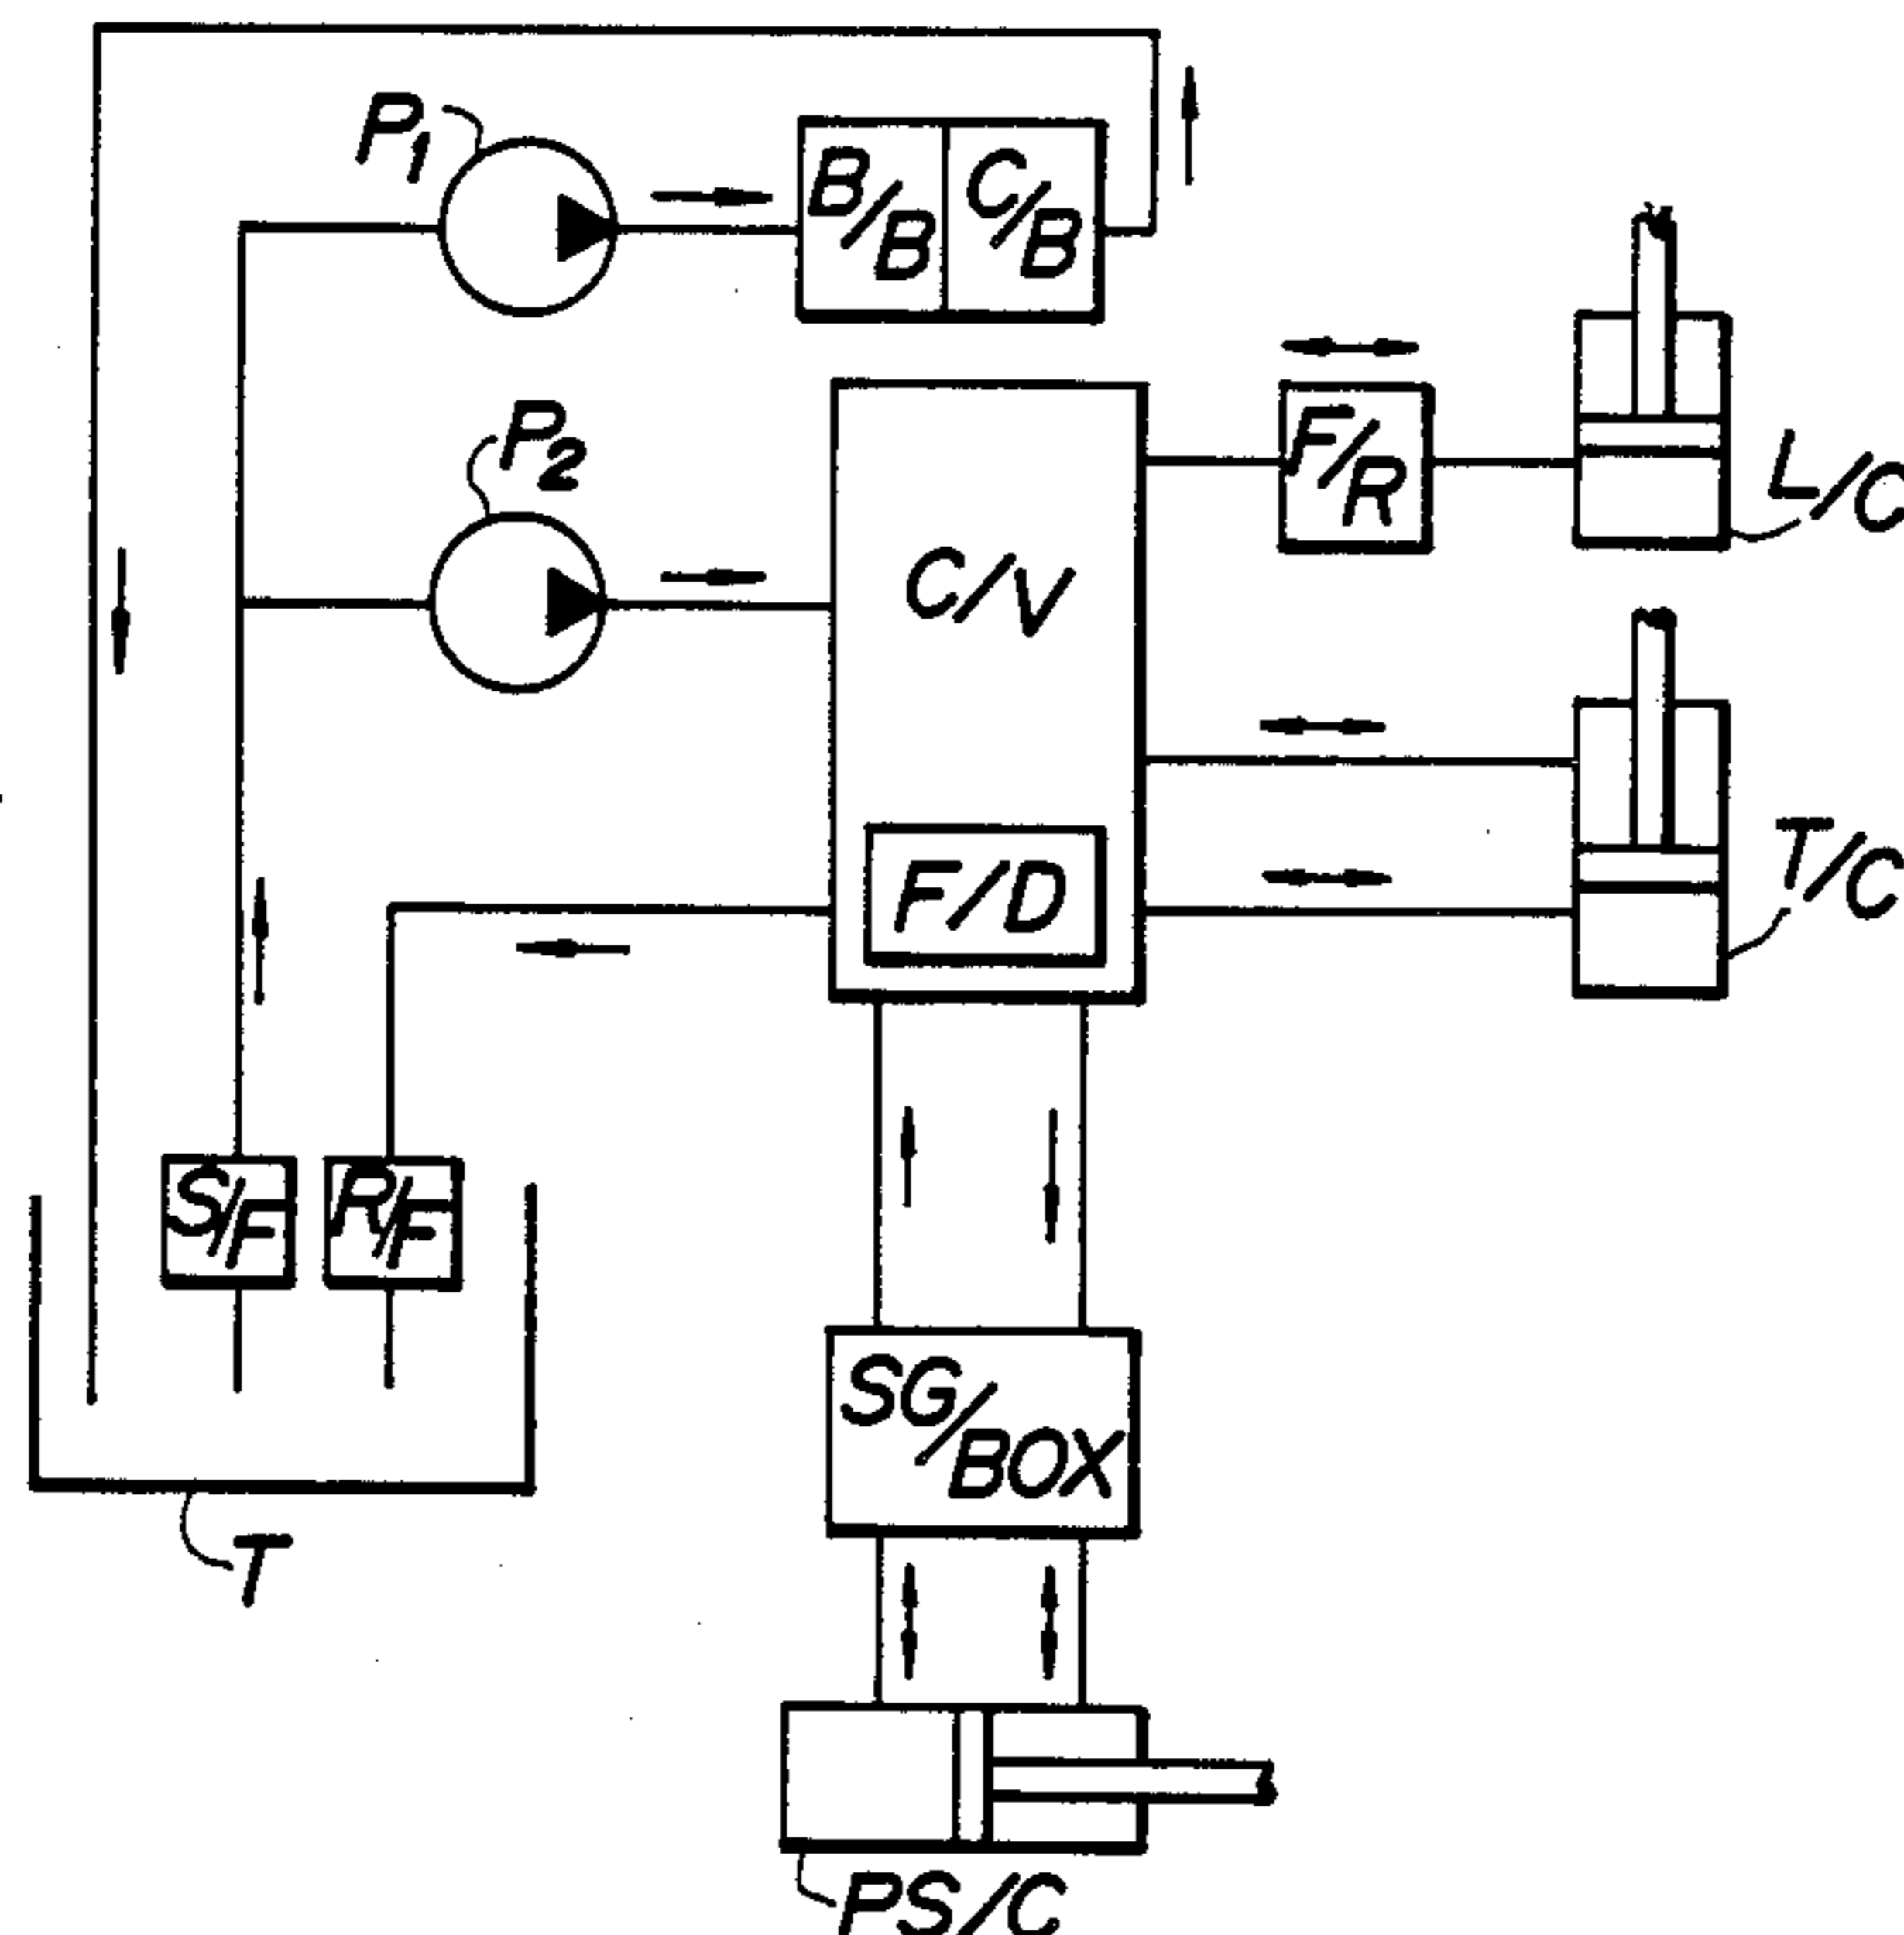 P1
B/B
C/B
P2
F/R
L/C
C/V
T/C
F/D
S/F
R/F
SG/BOX
T
PS/C